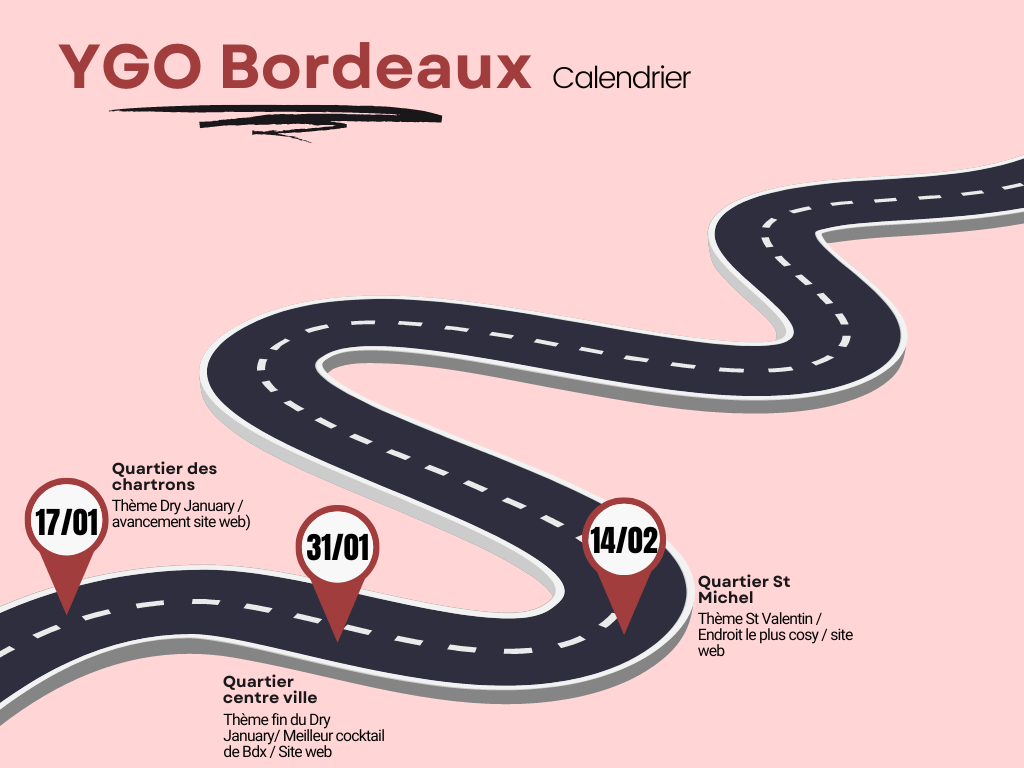 YGO Bordeaux Calendrier
17/01
Quartier des
chartrons
Thème Dry January /
avancement site web)
31/01
Quartier
centre ville
Thème fin du Dry
January/ Meilleur cocktail
de Bdx / Site web
14/02
Quartier St
Michel
Thème St Valentin /
Endroit le plus cosy / site
web